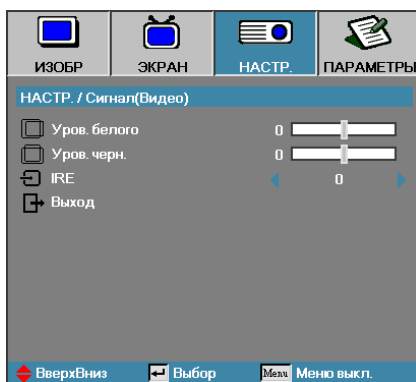 ИЗОБР ЭКРАН НАСТР. ПАРАМЕТРЫ
НАСТР. / Сигнал(Видео)
Уров. белого 0
Уров. черн. 0
IRE 0
Выход
ВверхВниз Выбор Menu Меню выкл.